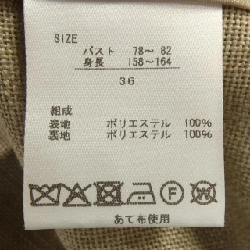 SIZE
バスト 78～ 82
身長 158～164
36
組成
表地 ポリエステル 100%
裏地 ポリエステル 100%
F
あて布使用